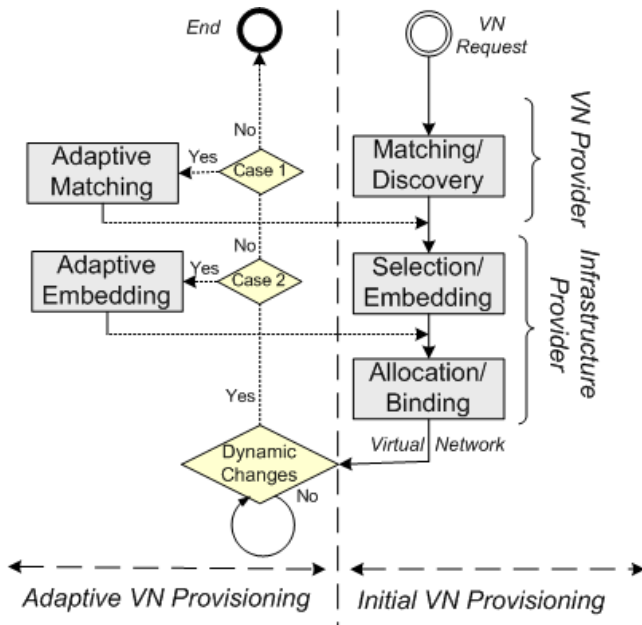 End
VN
Request
No
Yes
Case 1
Adaptive
Matching
Matching/
Discovery
VN Provider
No
Yes
Case 2
Adaptive
Embedding
Selection/
Embedding
Infrastructure
Provider
Allocation/
Binding
Yes
Virtual Network
Dynamic
Changes
No
Adaptive VN Provisioning
Initial VN Provisioning